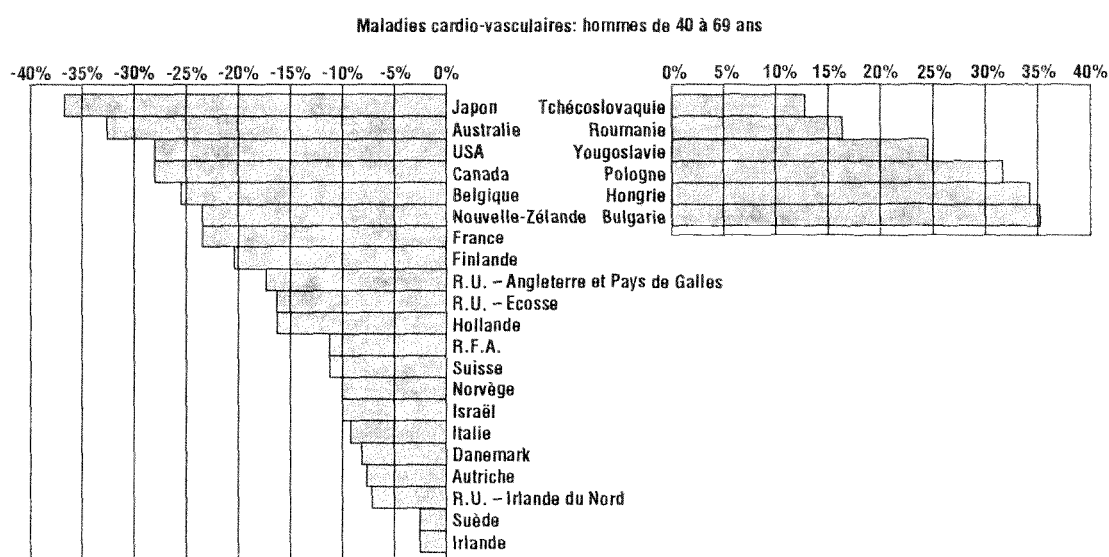 Maladies cardio-vasculaires: hommes de 40 à 69 ans
-40% -35% -30% -25% -20% -15% -10% -5% 0%
0% 5% 10% 15% 20% 25% 30% 35% 40%
Japon Tchécoslovaquie
Australie Roumanie
USA Yougoslavie
Canada Pologne
Belgique Hongrie
Nouvelle-Zélande Bulgarie
France
Finlande
R.U. – Angleterre et Pays de Galles
R.U. – Ecosse
Hollande
R.F.A.
Suisse
Norvège
Israël
Italie
Danemark
Autriche
R.U. – Irlande du Nord
Suède
Irlande